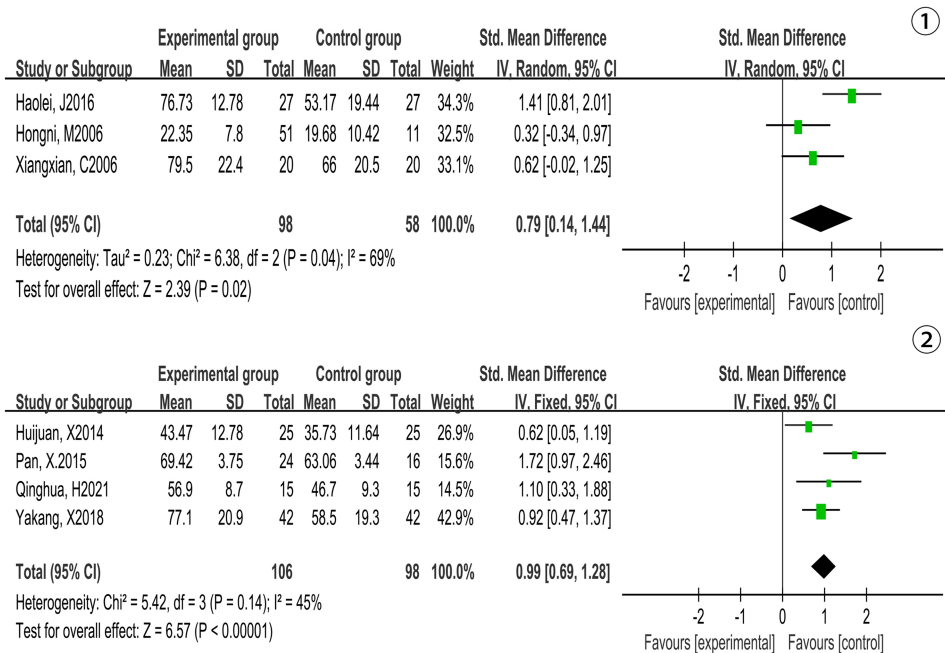 ①
Experimental group Control group Std. Mean Difference Std. Mean Difference
Study or Subgroup Mean SD Total Mean SD Total Weight IV, Random, 95% CI IV, Random, 95% CI
Haolei, J2016 76.73 12.78 27 53.17 19.44 27 34.3% 1.41 [0.81, 2.01]
Hongni, M2006 22.35 7.8 51 19.68 10.42 11 32.5% 0.32 [-0.34, 0.97]
Xiangxian, C2006 79.5 22.4 20 66 20.5 20 33.1% 0.62 [-0.02, 1.25]
Total (95% CI) 98 58 100.0% 0.79 [0.14, 1.44]
Heterogeneity: Tau² = 0.23; Chi² = 6.38, df = 2 (P = 0.04); I² = 69%
-2 -1 0 1 2
Test for overall effect: Z = 2.39 (P = 0.02)
Favours [experimental] Favours [control]
②
Experimental group Control group Std. Mean Difference Std. Mean Difference
Study or Subgroup Mean SD Total Mean SD Total Weight IV, Fixed, 95% CI IV, Fixed, 95% CI
Huijuan, X2014 43.47 12.78 25 35.73 11.64 25 26.9% 0.62 [0.05, 1.19]
Pan, X.2015 69.42 3.75 24 63.06 3.44 16 15.6% 1.72 [0.97, 2.46]
Qinghua, H2021 56.9 8.7 15 46.7 9.3 15 14.5% 1.10 [0.33, 1.88]
Yakang, X2018 77.1 20.9 42 58.5 19.3 42 42.9% 0.92 [0.47, 1.37]
Total (95% CI) 106 98 100.0% 0.99 [0.69, 1.28]
Heterogeneity: Chi² = 5.42, df = 3 (P = 0.14); I² = 45%
-2 -1 0 1 2
Test for overall effect: Z = 6.57 (P < 0.00001)
Favours [experimental] Favours [control]